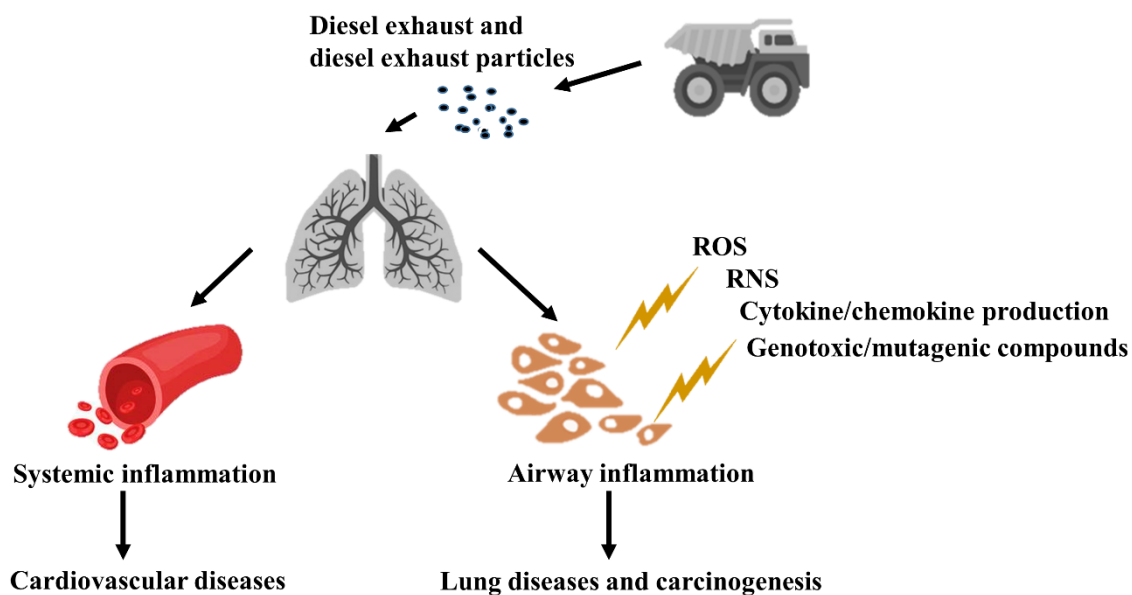 Diesel exhaust and
diesel exhaust particles
ROS
RNS
Cytokine/chemokine production
Genotoxic/mutagenic compounds
Systemic inflammation
Airway inflammation
Cardiovascular diseases
Lung diseases and carcinogenesis